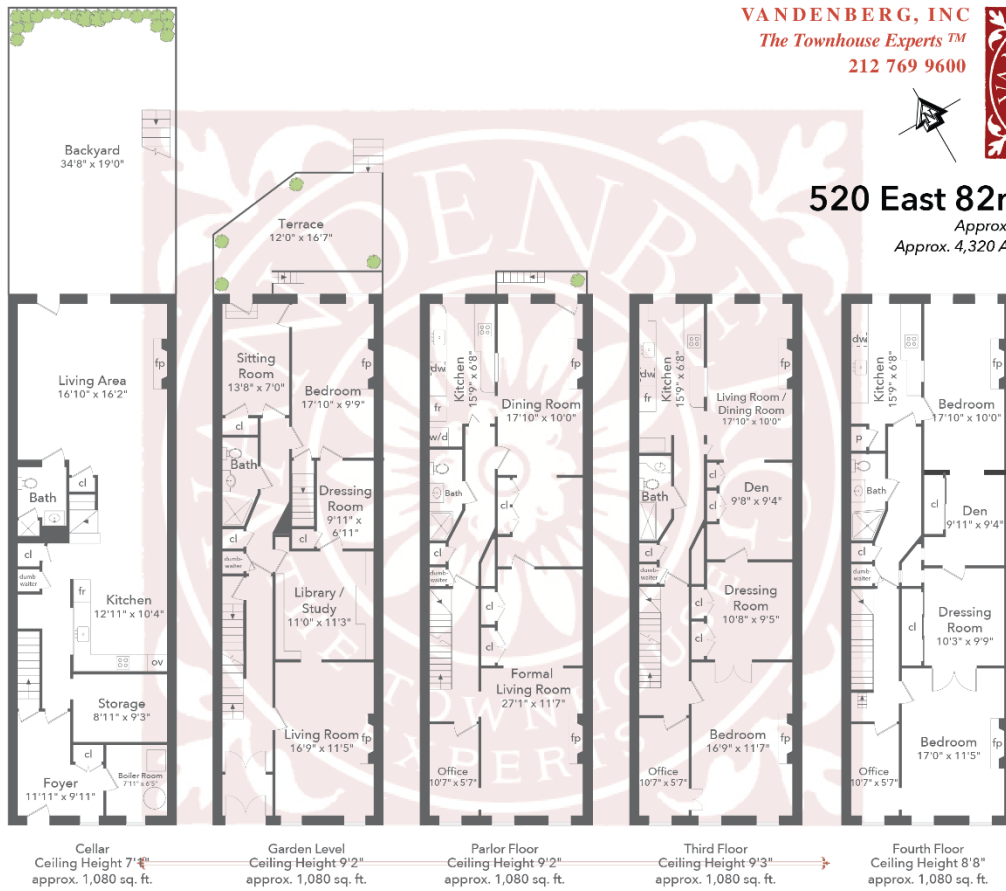 VANDENBERG, INC
The Townhouse Experts ™
212 769 9600
520 East 82n
Approx
Approx. 4,320 A
Backyard
34'8" x 19'0"
Living Area
16'10" x 16'2"
fp
Bath
cl
cl
dumb
waiter
fr
Kitchen
12'11" x 10'4"
ov
Storage
8'11" x 9'3"
cl
Boiler Room
7'11" x 6'5"
Foyer
11'11" x 9'11"
Cellar
Ceiling Height
approx. 1,080 sq. ft.
Terrace
12'0" x 16'7"
Sitting
Room
13'8" x 7'0"
Bedroom
17'10" x 9'9"
fp
cl
Bath
Dressing
Room
9'11" x
6'11"
cl
cl
dumb-
waiter
Library /
Study
11'0" x 11'3"
Living Room
16'9" x 11'5"
fp
Garden Level
Ceiling Height 9'2"
approx. 1,080 sq. ft.
Kitchen
15'9" x 6'8"
dw
fr
w/d
Dining Room
17'10" x 10'0"
fp
Bath
cl
cl
dumb-
waiter
cl
cl
Formal
Living Room
27'1" x 11'7"
fp
Office
10'7" x 5'7"
Parlor Floor
Ceiling Height 9'2"
approx. 1,080 sq. ft.
Kitchen
15'9" x 6'8"
dw
fr
fp
Living Room /
Dining Room
17'10" x 10'0"
Bath
cl
cl
Den
9'8" x 9'4"
cl
dumb-
waiter
cl
cl
Dressing
Room
10'8" x 9'5"
Bedroom
16'9" x 11'7"
fp
Office
10'7" x 5'7"
Third Floor
Ceiling Height 9'3"
approx. 1,080 sq. ft.
Kitchen
15'9" x 6'8"
dw
fp
Bedroom
17'10" x 10'0"
P
Bath
cl
Den
9'11" x 9'4"
cl
dumb-
waiter
cl
Dressing
Room
10'3" x 9'9"
Bedroom
17'0" x 11'5"
fp
Office
10'7" x 5'7"
Fourth Floor
Ceiling Height 8'8"
approx. 1,080 sq. ft.
VANDENBERG
THE TOWNHOUSE
EXPERTS